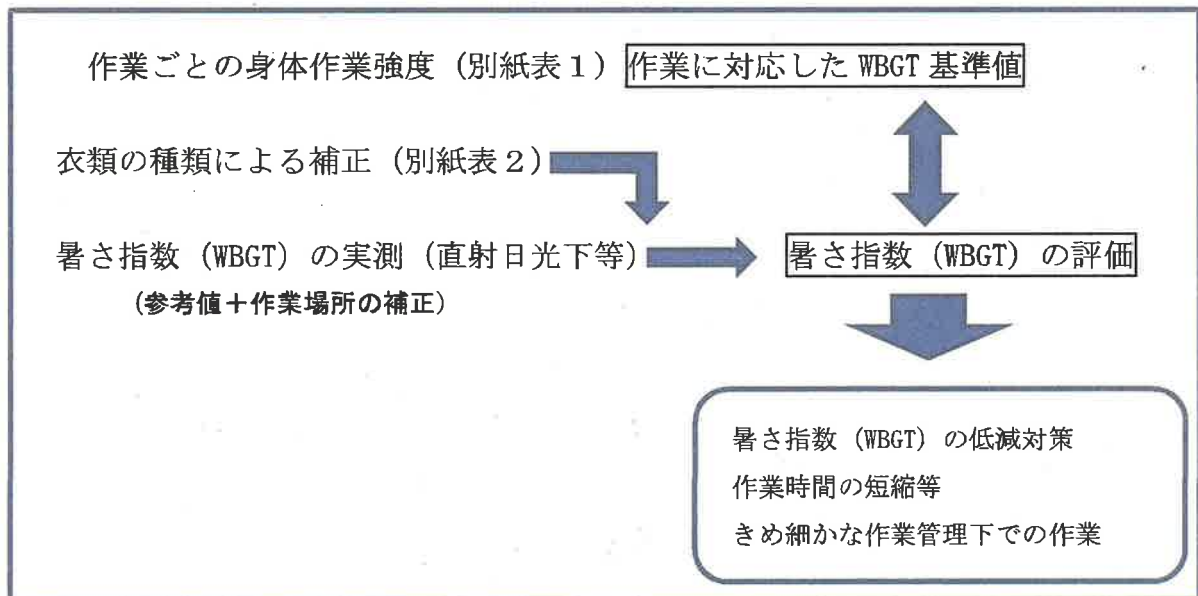 作業ごとの身体作業強度（別紙表１）作業に対応した WBGT 基準値
衣類の種類による補正（別紙表２）
暑さ指数（WBGT）の実測（直射日光下等） 暑さ指数（WBGT）の評価
（参考値＋作業場所の補正）
暑さ指数（WBGT）の低減対策
作業時間の短縮等
きめ細かな作業管理下での作業